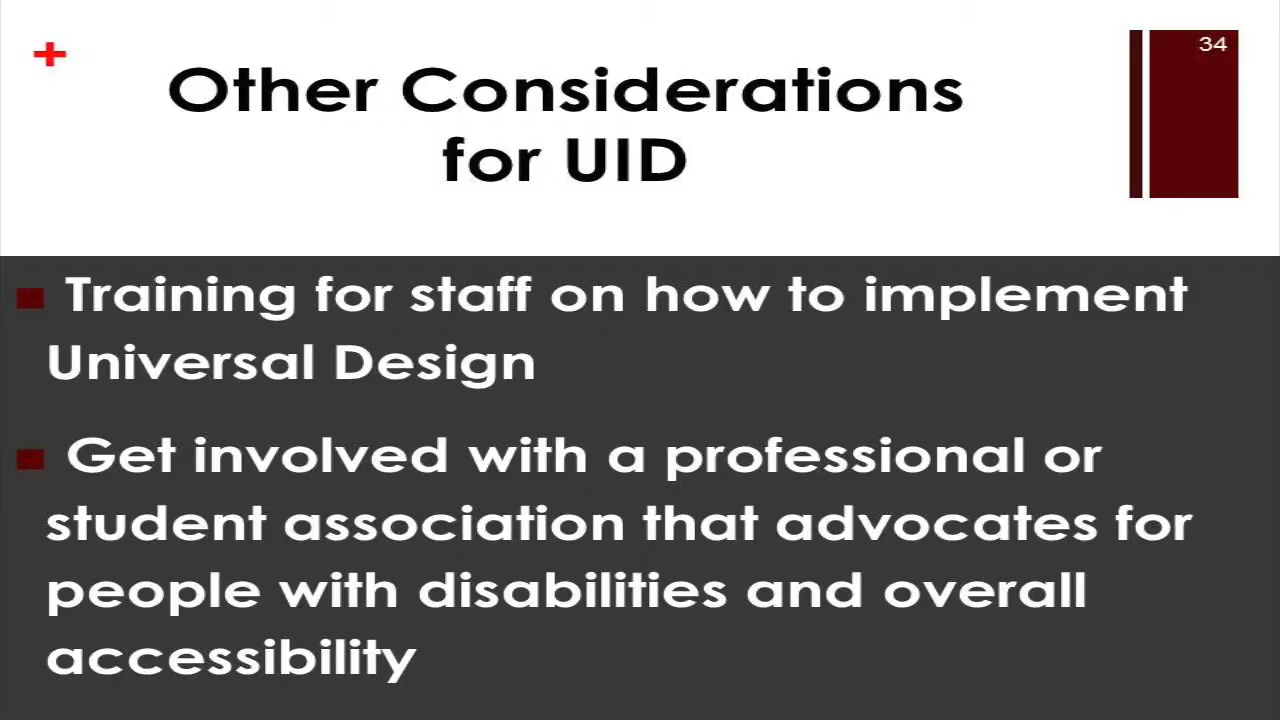 +
34
Other Considerations
for UID
Training for staff on how to implement
Universal Design
Get involved with a professional or
student association that advocates for
people with disabilities and overall
accessibility